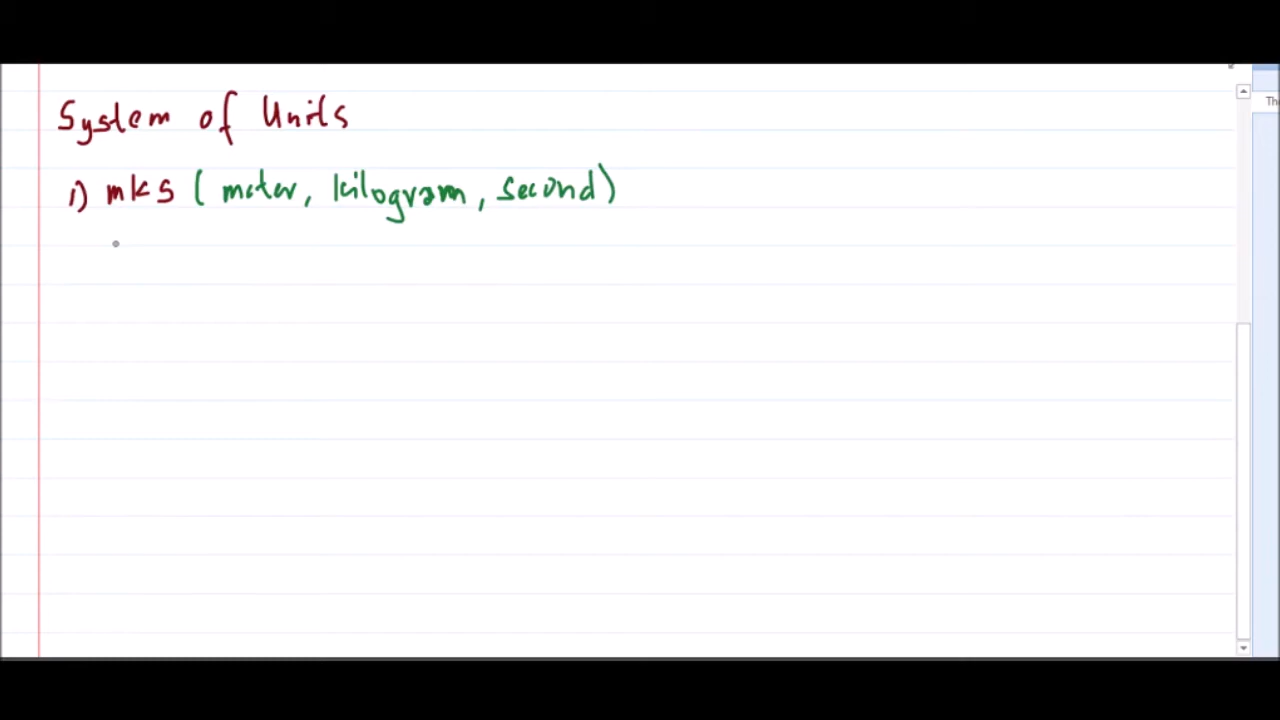 System of Units
1) mks ( meter, kilogram, second)